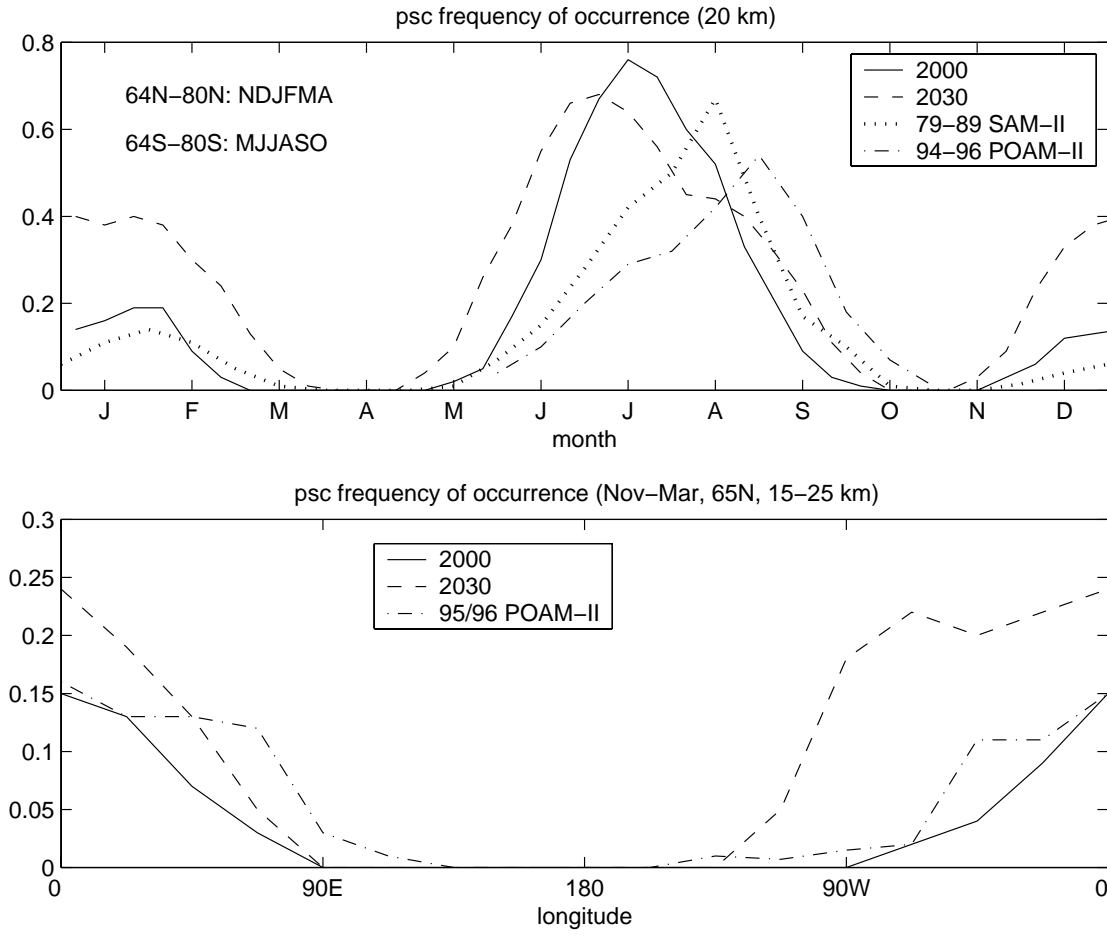 psc frequency of occurrence (20 km)
0.8
0.6
0.4
0.2
0
64N−80N: NDJFMA
64S−80S: MJJASO
2000
2030
79−89 SAM−II
94−96 POAM−II
J F M A M J J A S O N D
month
psc frequency of occurrence (Nov−Mar, 65N, 15−25 km)
0.3
0.25
0.2
0.15
0.1
0.05
0
2000
2030
95/96 POAM−II
0 90E 180 90W 0
longitude